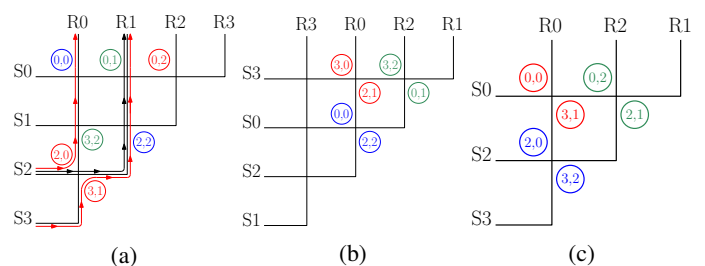 R0 R1 R2 R3
0,0 0,1 0,2
S0
S1
2,0 3,2 2,2
S2
3,1
S3
(a)
R3 R0 R2 R1
3,0 3,2
S3
2,1 0,1
0,0
S0
2,2
S2
S1
(b)
R0 R2 R1
0,0 0,2
S0
3,1 2,1
2,0
S2
3,2
S3
(c)